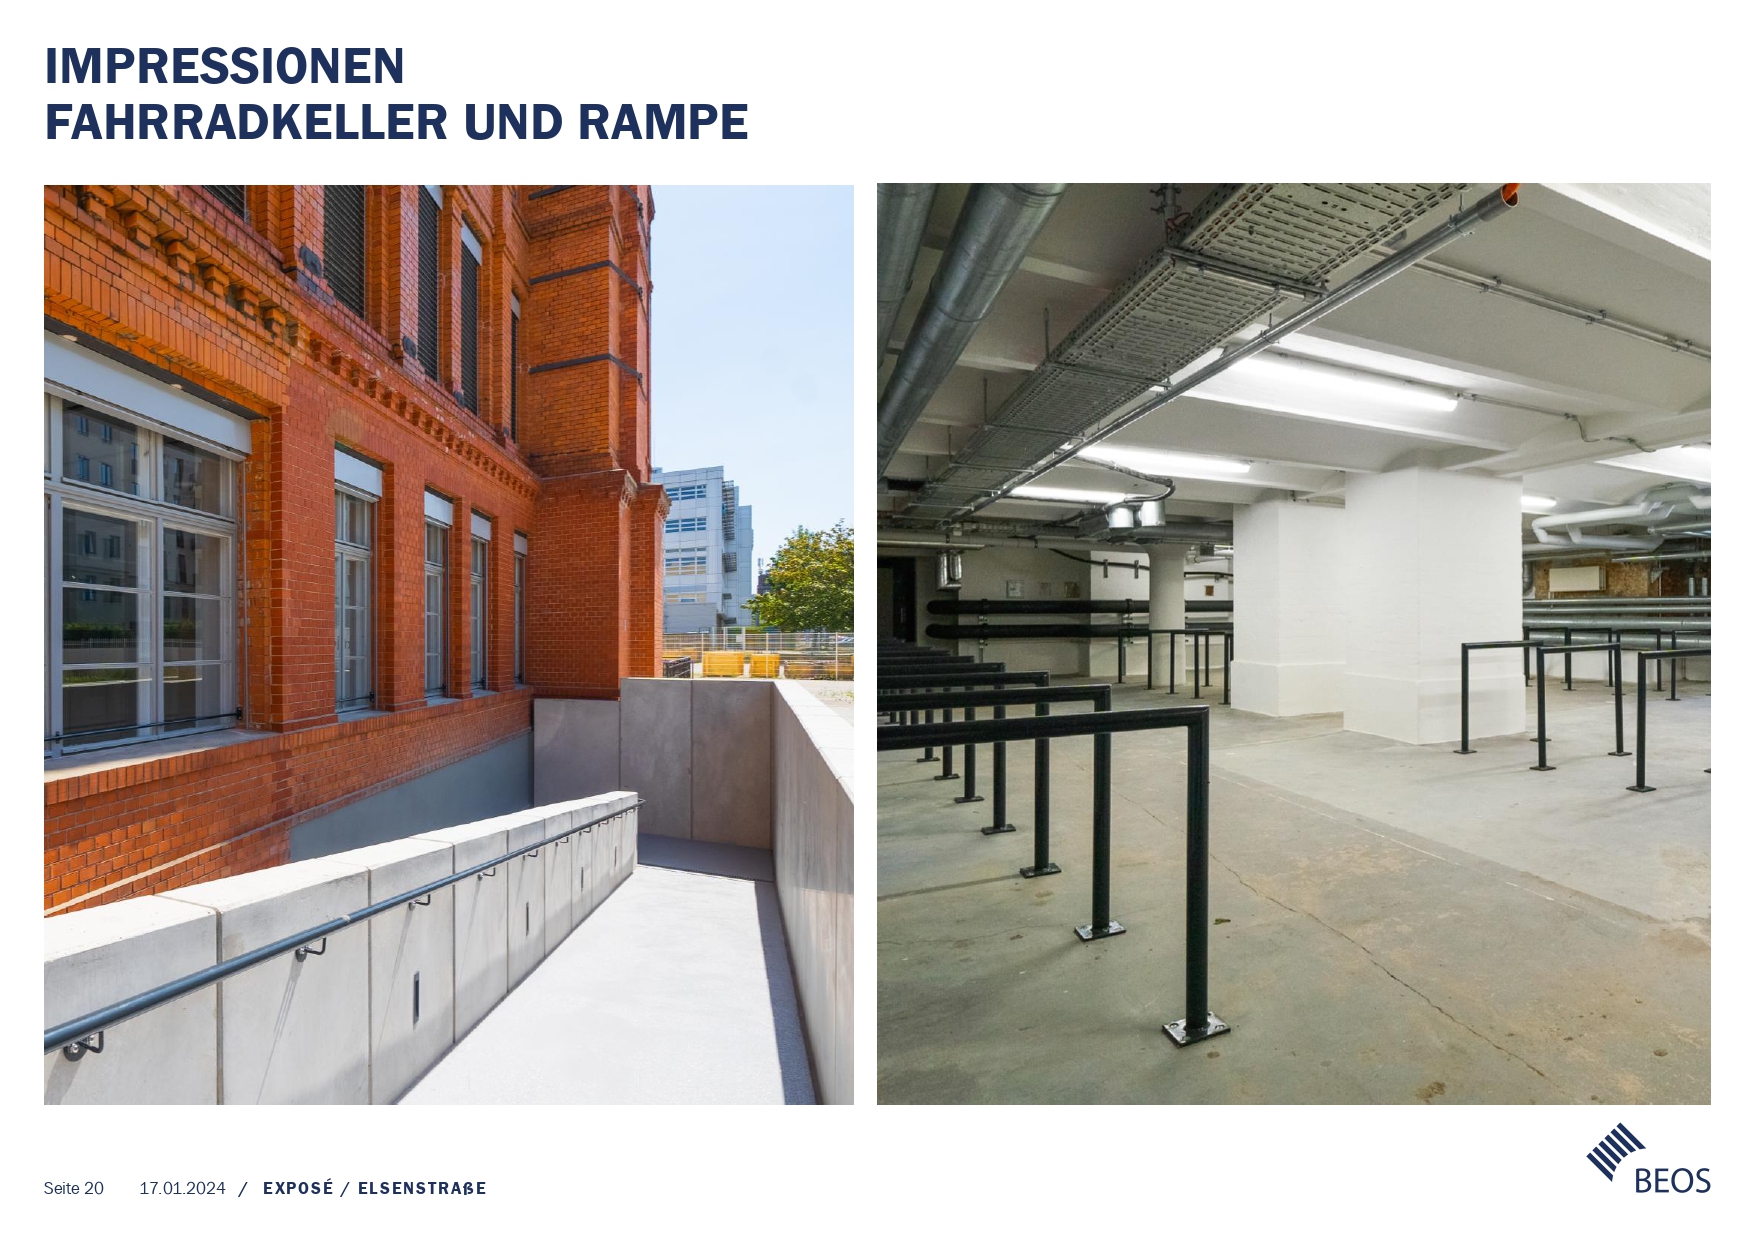 IMPRESSIONEN
FAHRRADKELLER UND RAMPE
Seite 20 17.01.2024 / EXPOSÉ / ELSENSTRAßE
BEOS